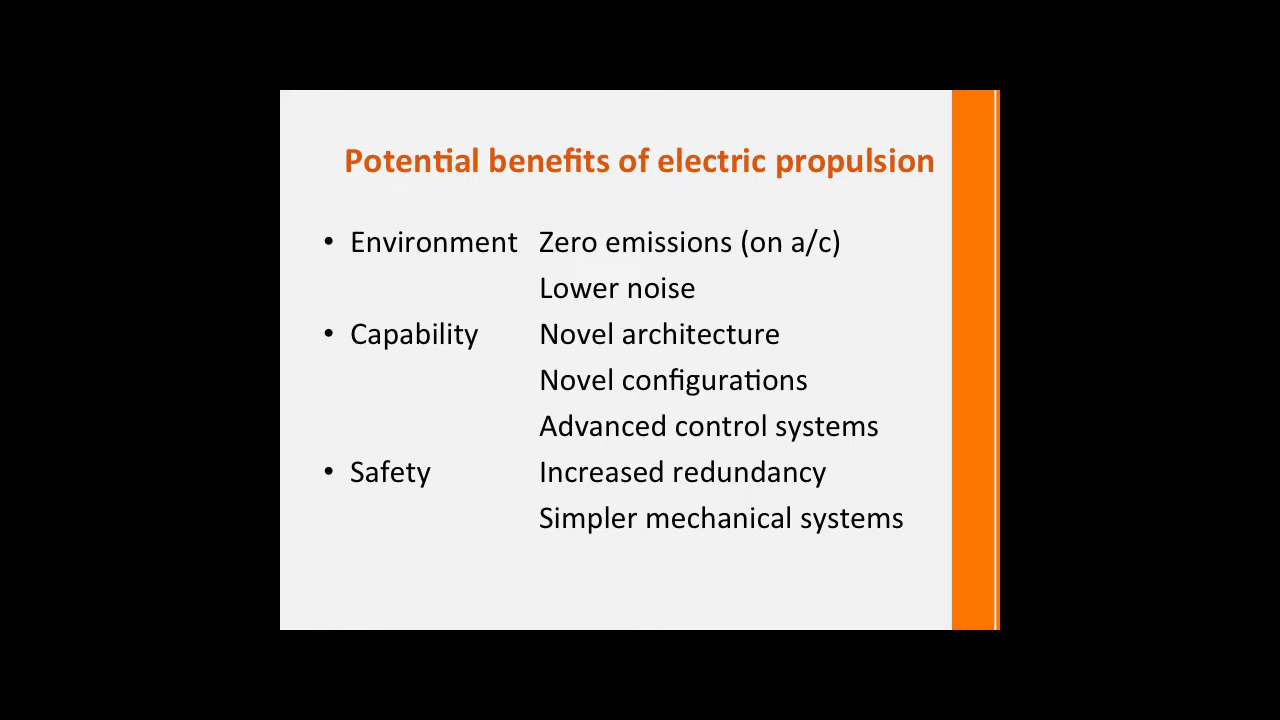 Potential benefits of electric propulsion
• Environment Zero emissions (on a/c)
Lower noise
• Capability Novel architecture
Novel configurations
Advanced control systems
• Safety Increased redundancy
Simpler mechanical systems